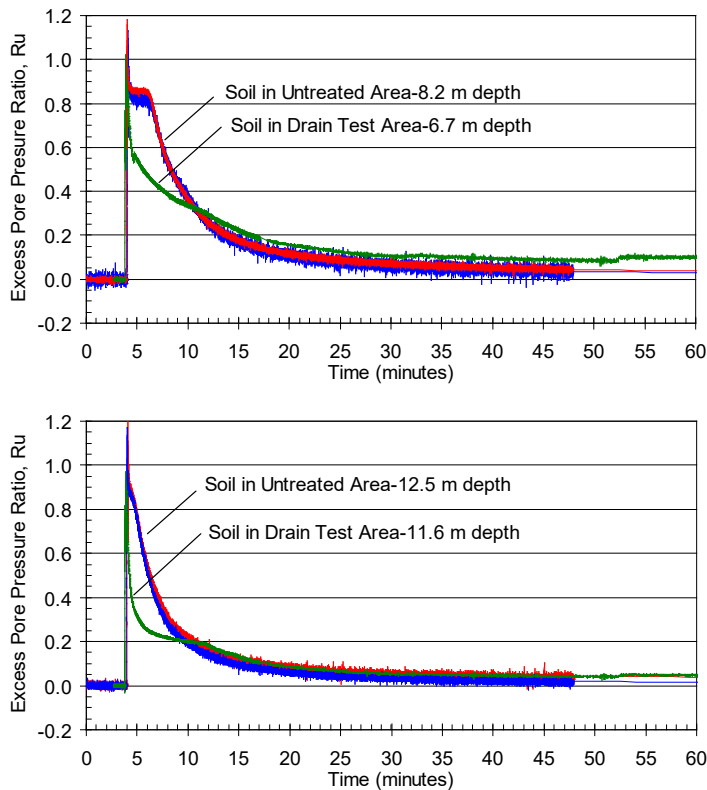 1.2
1.0
0.8
0.6
0.4
0.2
0.0
-0.2
Excess Pore Presure Ratio, Ru
Soil in Untreated Area-8.2 m depth
Soil in Drain Test Area-6.7 m depth
0 5 10 15 20 25 30 35 40 45 50 55 60
Time (minutes)
1.2
1.0
0.8
0.6
0.4
0.2
0.0
-0.2
Excess Pore Pressure Ratio, Ru
Soil in Untreated Area-12.5 m depth
Soil in Drain Test Area-11.6 m depth
0 5 10 15 20 25 30 35 40 45 50 55 60
Time (minutes)